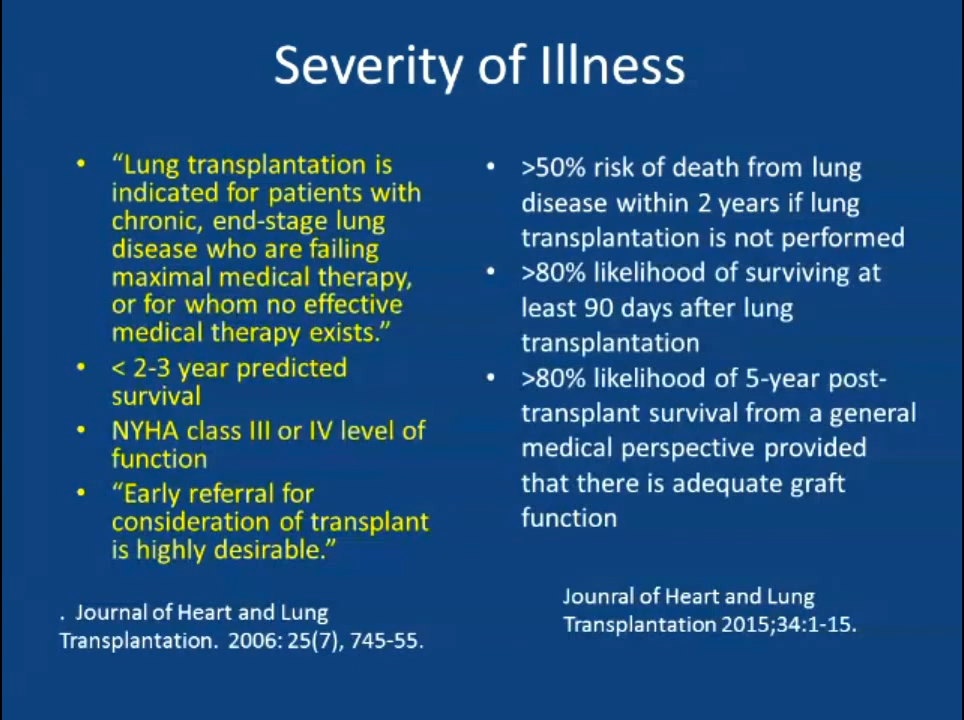 Severity of Illness
• “Lung transplantation is
indicated for patients with
chronic, end-stage lung
disease who are failing
maximal medical therapy,
or for whom no effective
medical therapy exists.”
• < 2-3 year predicted
survival
• NYHA class III or IV level of
function
• “Early referral for
consideration of transplant
is highly desirable.”
. Journal of Heart and Lung
Transplantation. 2006: 25(7), 745-55.
• >50% risk of death from lung
disease within 2 years if lung
transplantation is not performed
• >80% likelihood of surviving at
least 90 days after lung
transplantation
• >80% likelihood of 5-year post-
transplant survival from a general
medical perspective provided
that there is adequate graft
function
Jounral of Heart and Lung
Transplantation 2015;34:1-15.